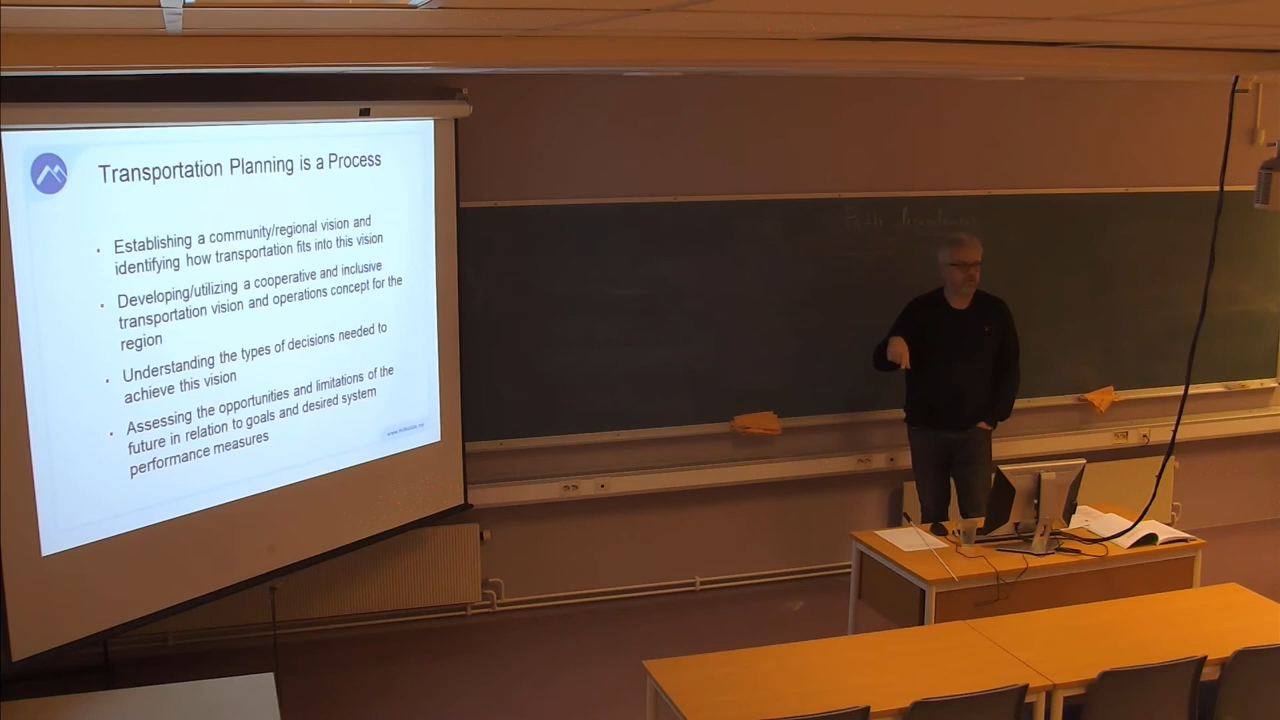 Transportation Planning is a Process
Establishing a community/regional vision and
identifying how transportation fits into this vision
Developing/utilizing a cooperative and inclusive
transportation vision and operations concept for the
region
Understanding the types of decisions needed to
achieve this vision
Assessing the opportunities and limitations of the
future in relation to goals and desired system
performance measures